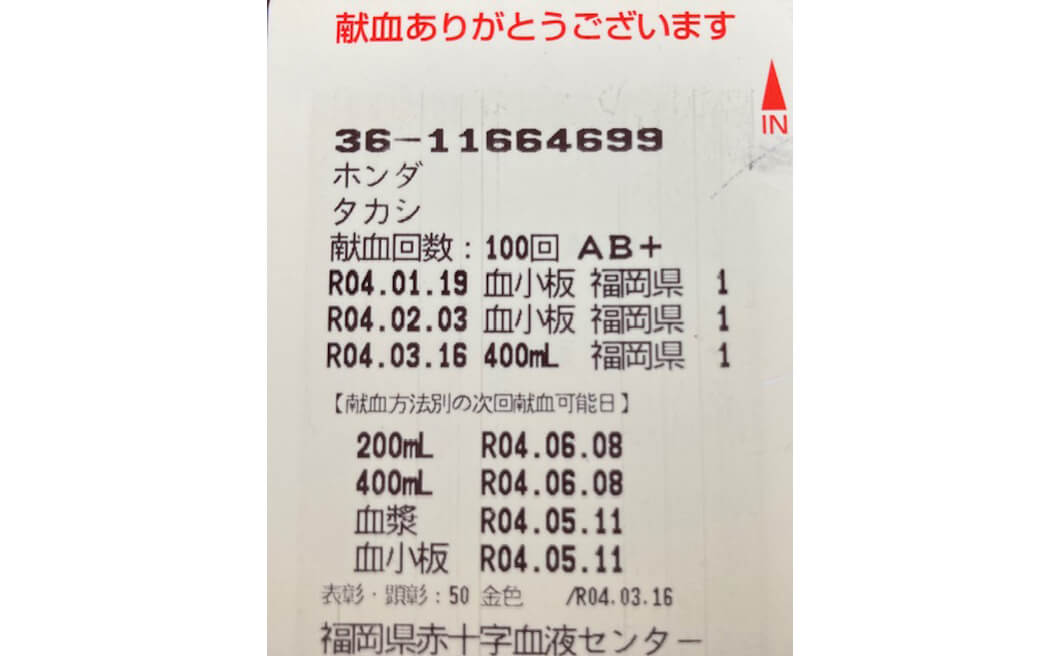 献血ありがとうございます
IN
36-11664699
ホンダ
タカシ
献血回数：100回 AB+
R04.01.19 血小板 福岡県 1
R04.02.03 血小板 福岡県 1
R04.03.16 400mL 福岡県 1
【献血方法別の次回献血可能日】
200mL R04.06.08
400mL R04.06.08
血漿 R04.05.11
血小板 R04.05.11
表彰・顕彰：50 金色 /R04.03.16
福岡県赤十字血液センター